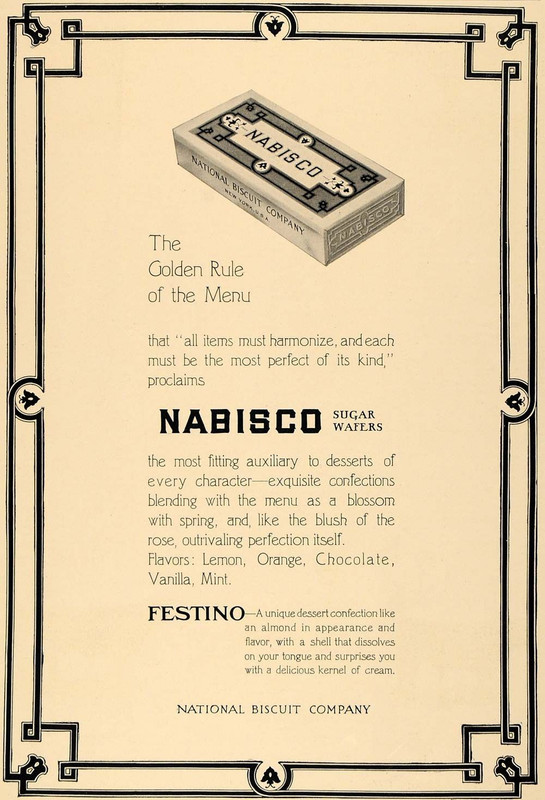 NABISCO
NATIONAL BISCUIT COMPANY
NEW YORK, U.S.A.
NABISCO
The
Golden Rule
of the Menu
that "all items must harmonize, and each
must be the most perfect of its kind,"
proclaims
NABISCO SUGAR
WAFERS
the most fitting auxiliary to desserts of
every character—exquisite confections
blending with the menu as a blossom
with spring, and, like the blush of the
rose, outrivaling perfection itself.
Flavors: Lemon, Orange, Chocolate,
Vanilla, Mint.
FESTINO—A unique dessert confection like
an almond in appearance and
flavor, with a shell that dissolves
on your tongue and surprises you
with a delicious kernel of cream.
NATIONAL BISCUIT COMPANY